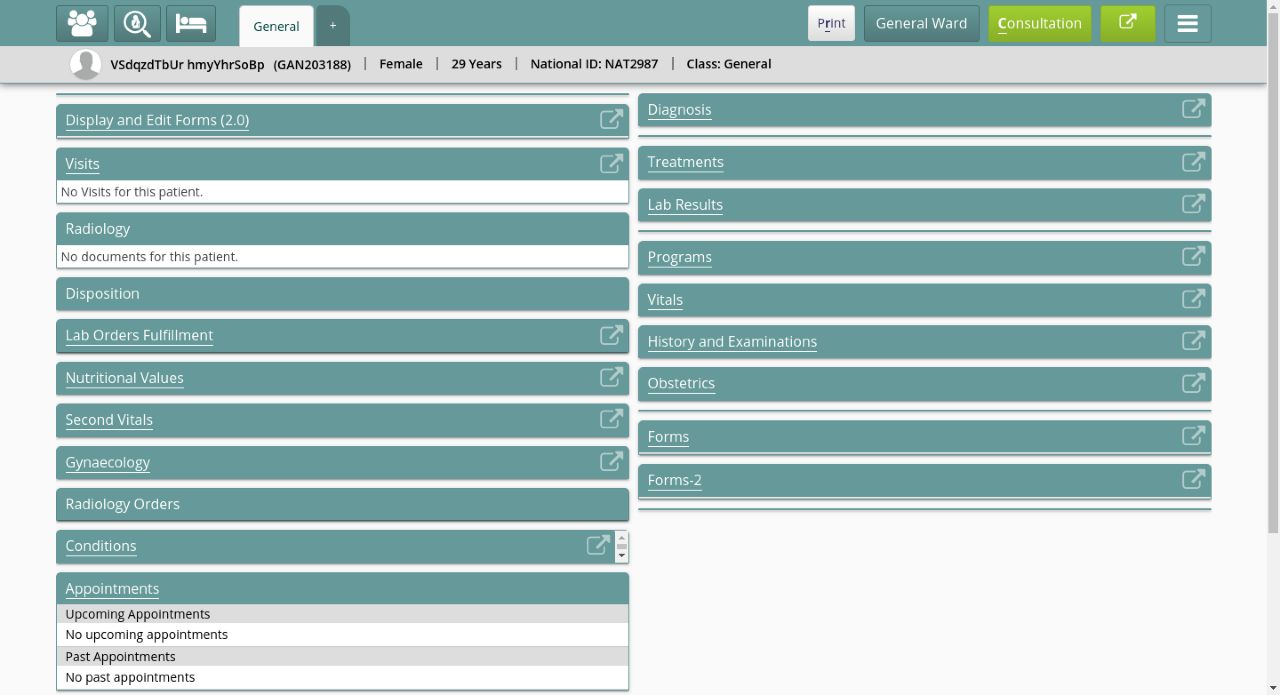 General
+
Print
General Ward
Consultation
VSdqzdTbUr hmyYhrSoBp (GAN203188) | Female | 29 Years | National ID: NAT2987 | Class: General
Display and Edit Forms (2.0)
Visits
No Visits for this patient.
Radiology
No documents for this patient.
Disposition
Lab Orders Fulfillment
Nutritional Values
Second Vitals
Gynaecology
Radiology Orders
Conditions
Appointments
Upcoming Appointments
No upcoming appointments
Past Appointments
No past appointments
Diagnosis
Treatments
Lab Results
Programs
Vitals
History and Examinations
Obstetrics
Forms
Forms-2